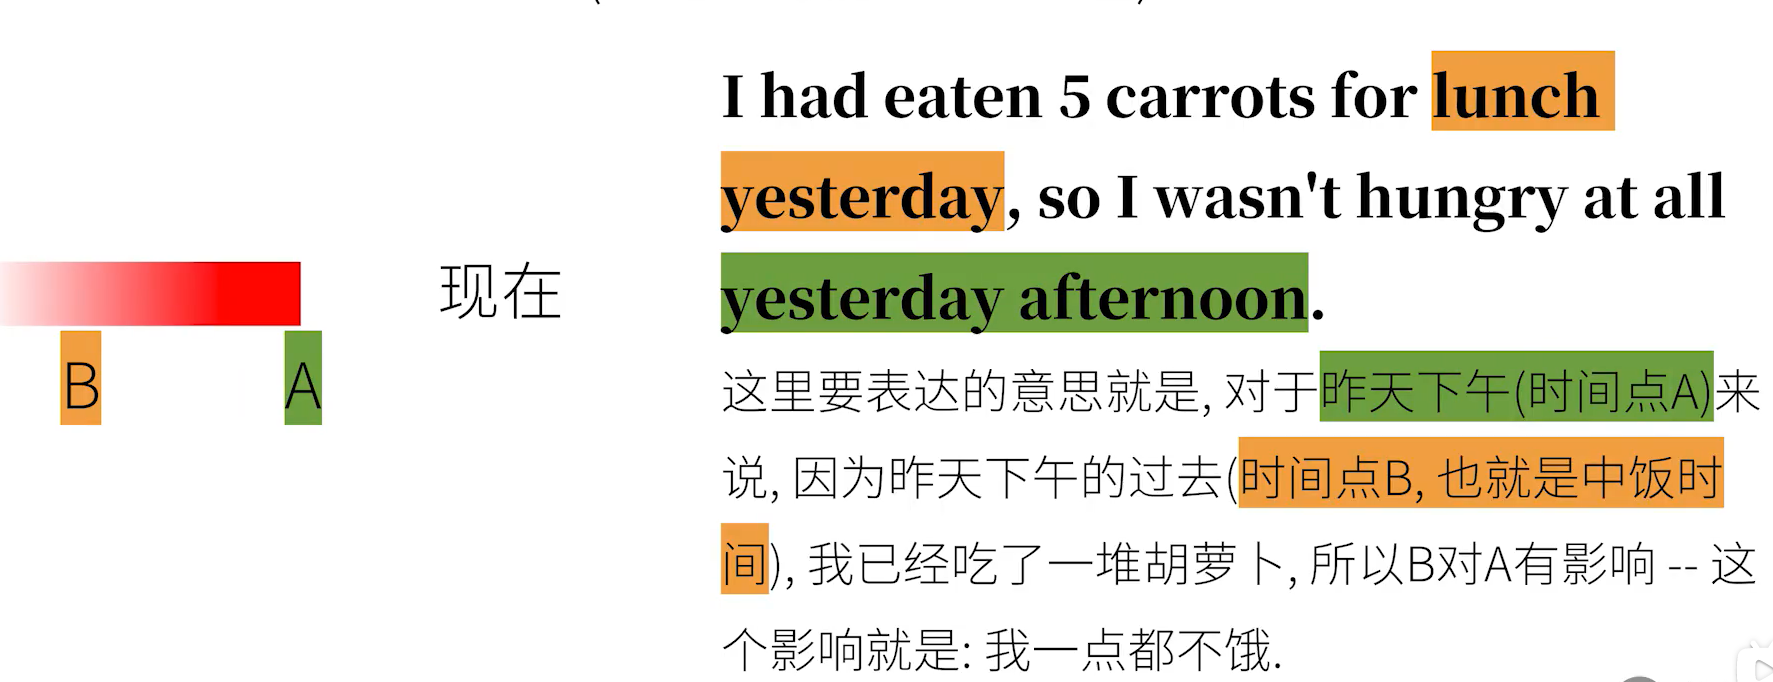 I had eaten 5 carrots for lunch
yesterday, so I wasn't hungry at all
yesterday afternoon.
现在
B
A
这里要表达的意思就是, 对于昨天下午(时间点A)来
说, 因为昨天下午的过去(时间点B, 也就是中饭时
间), 我已经吃了一堆胡萝卜, 所以B对A有影响 -- 这
个影响就是: 我一点都不饿.